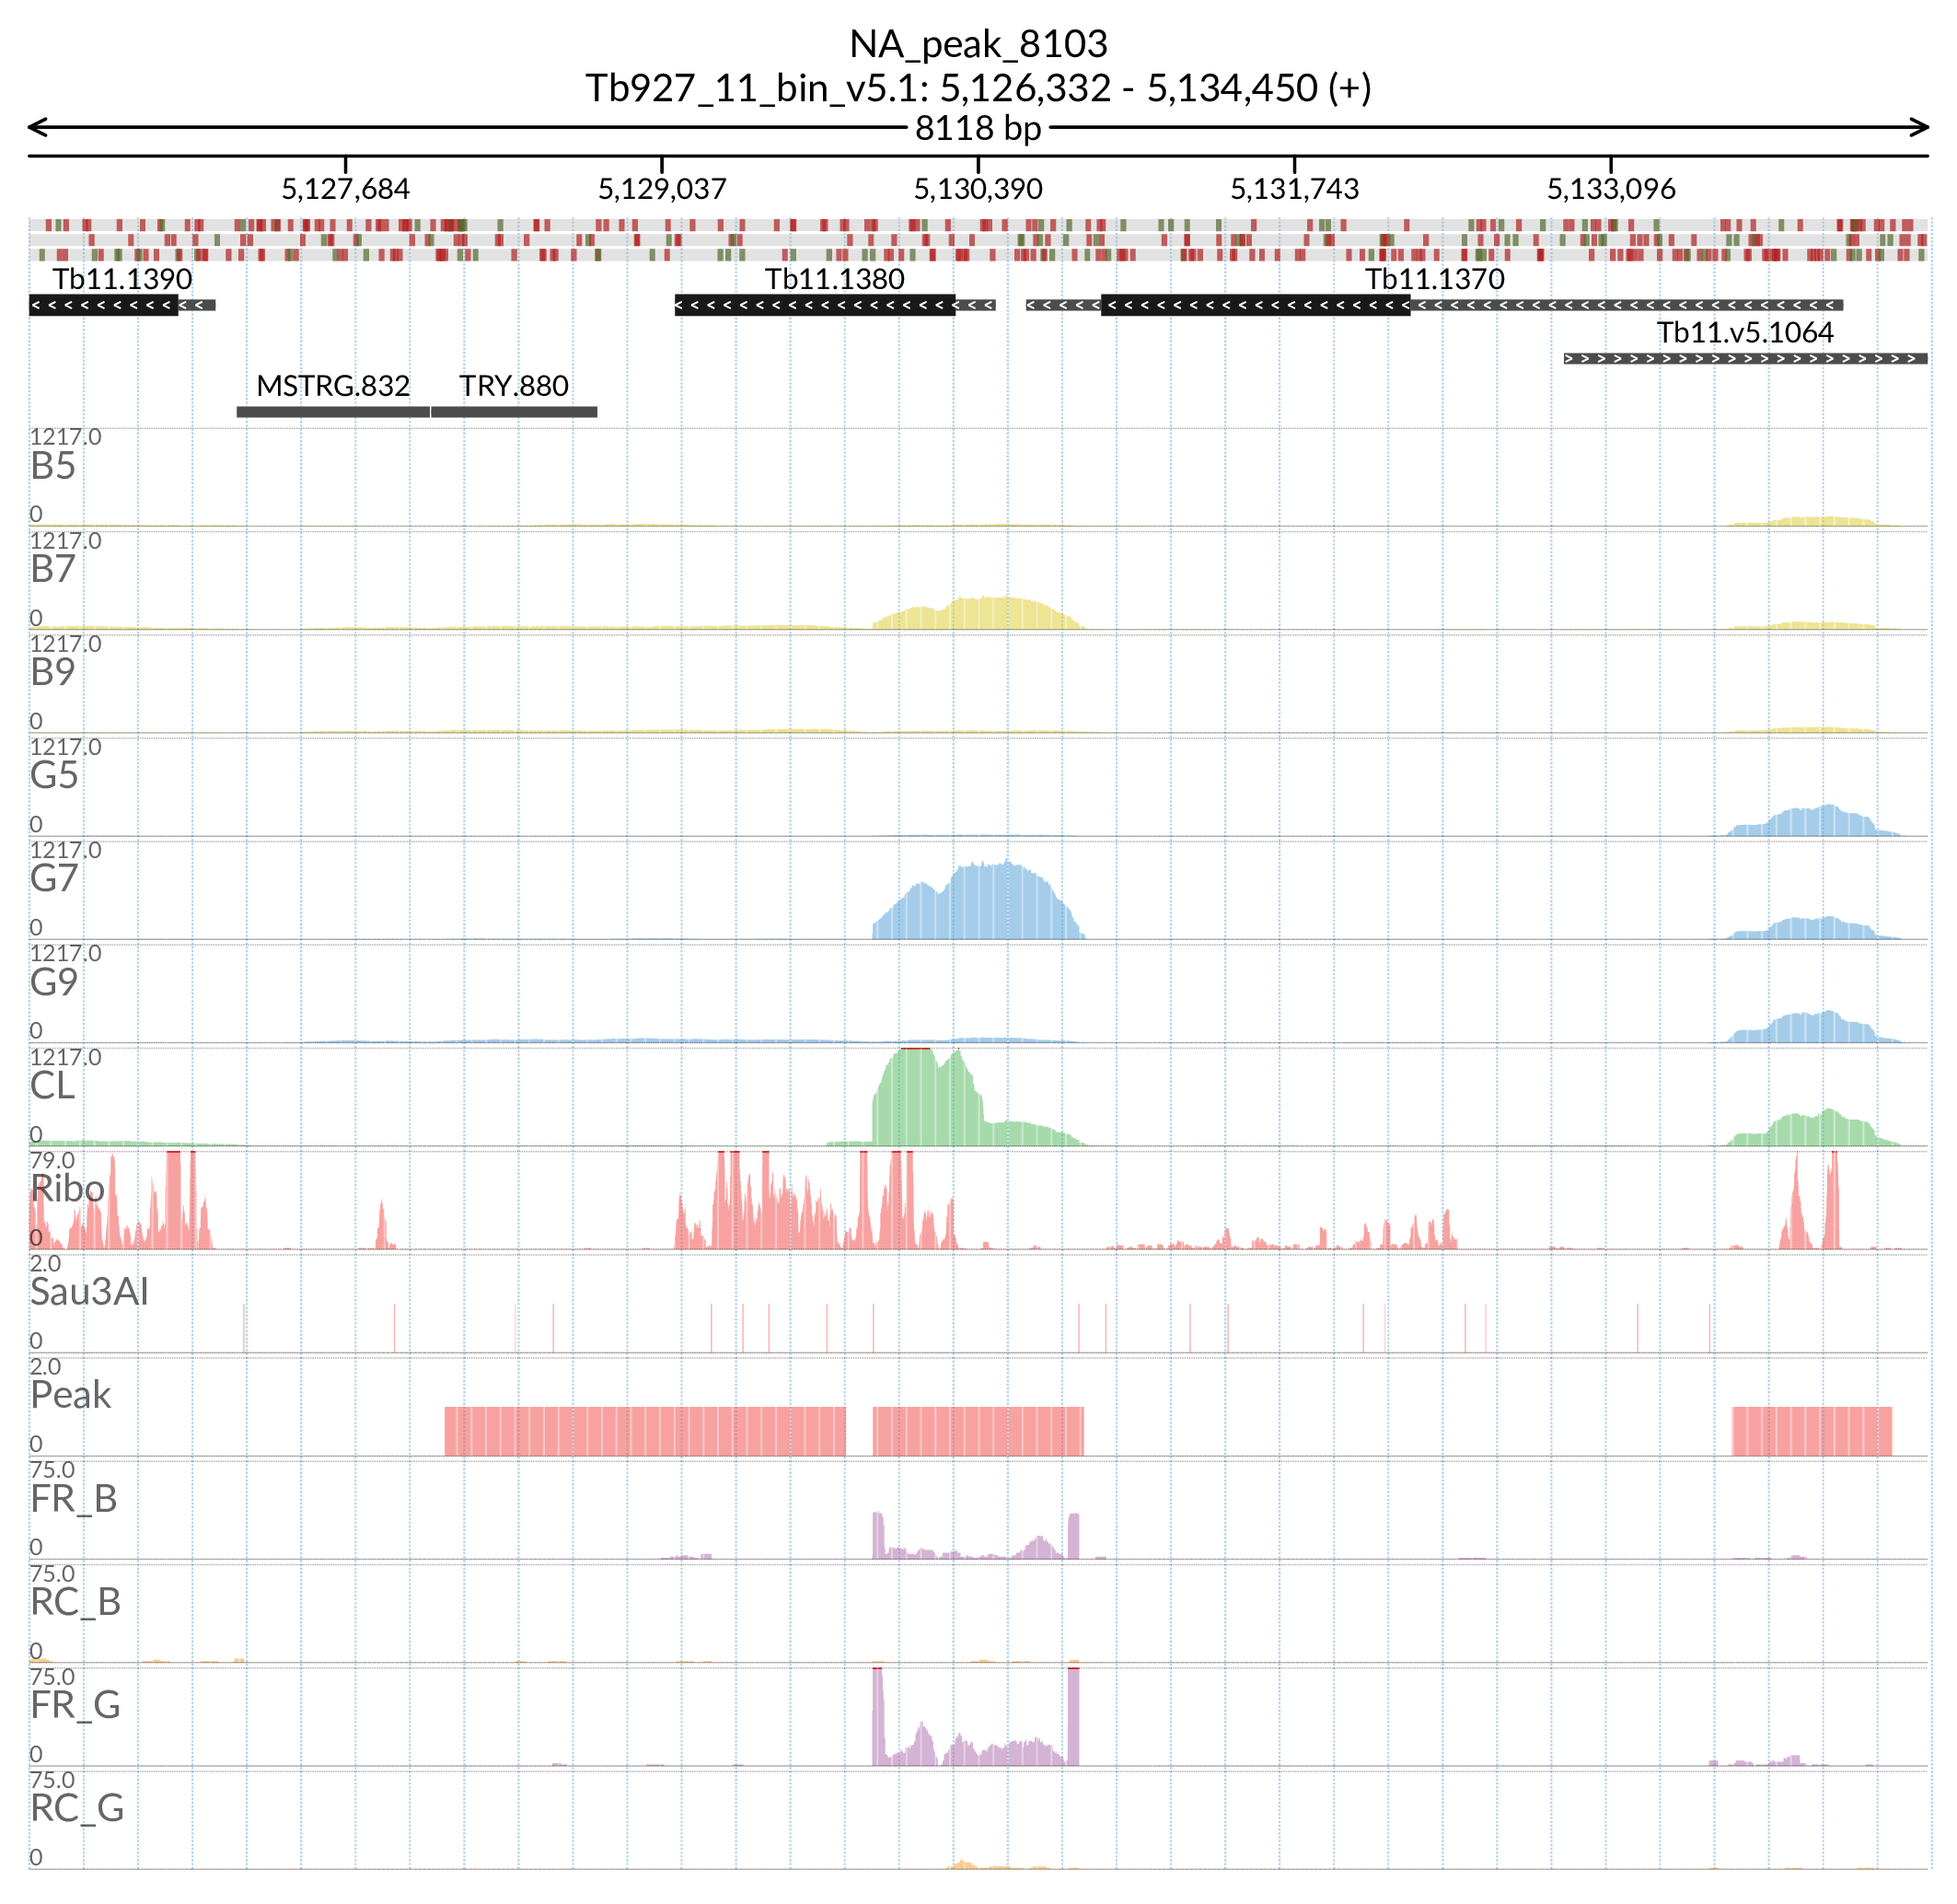 NA_peak_8103
Tb927_11_bin_v5.1: 5,126,332 - 5,134,450 (+)
8118 bp
5,127,684 5,129,037 5,130,390 5,131,743 5,133,096
Tb11.1390 Tb11.1380 Tb11.1370
Tb11.v5.1064
MSTRG.832 TRY.880
1217.0
B5
0
1217.0
B7
0
1217.0
B9
0
1217.0
G5
0
1217.0
G7
0
1217.0
G9
0
1217.0
CL
0
79.0
Ribo
0
2.0
Sau3AI
0
2.0
Peak
0
75.0
FR_B
0
75.0
RC_B
0
75.0
FR_G
0
75.0
RC_G
0